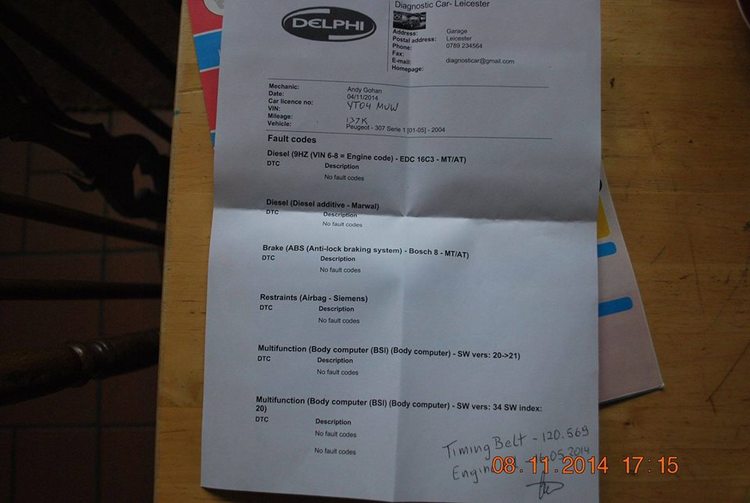 DELPHI
Diagnostic Car- Leicester
Address: Garage
Postal address: Leicester
Phone: 0789 234564
Fax:
E-mail: diagnosticar@gmail.com
Homepage:
Mechanic: Andy Gohan
Date: 04/11/2014
Car licence no: YT04 MUW
VIN:
Mileage: 137K
Vehicle: Peugeot - 307 Serie 1 [01-05] - 2004
Fault codes
Diesel (9HZ (VIN 6-8 = Engine code) - EDC 16C3 - MT/AT)
DTC Description
No fault codes
Diesel (Diesel additive - Marwal)
DTC Description
No fault codes
Brake (ABS (Anti-lock braking system) - Bosch 8 - MT/AT)
DTC Description
No fault codes
Restraints (Airbag - Siemens)
DTC Description
No fault codes
Multifunction (Body computer (BSI) (Body computer) - SW vers: 20->21)
DTC Description
No fault codes
Multifunction (Body computer (BSI) (Body computer) - SW vers: 34 SW index:
20)
DTC Description
No fault codes
No fault codes
Timing Belt - 120.569
Engin 05.2014
08.11.2014 17:15